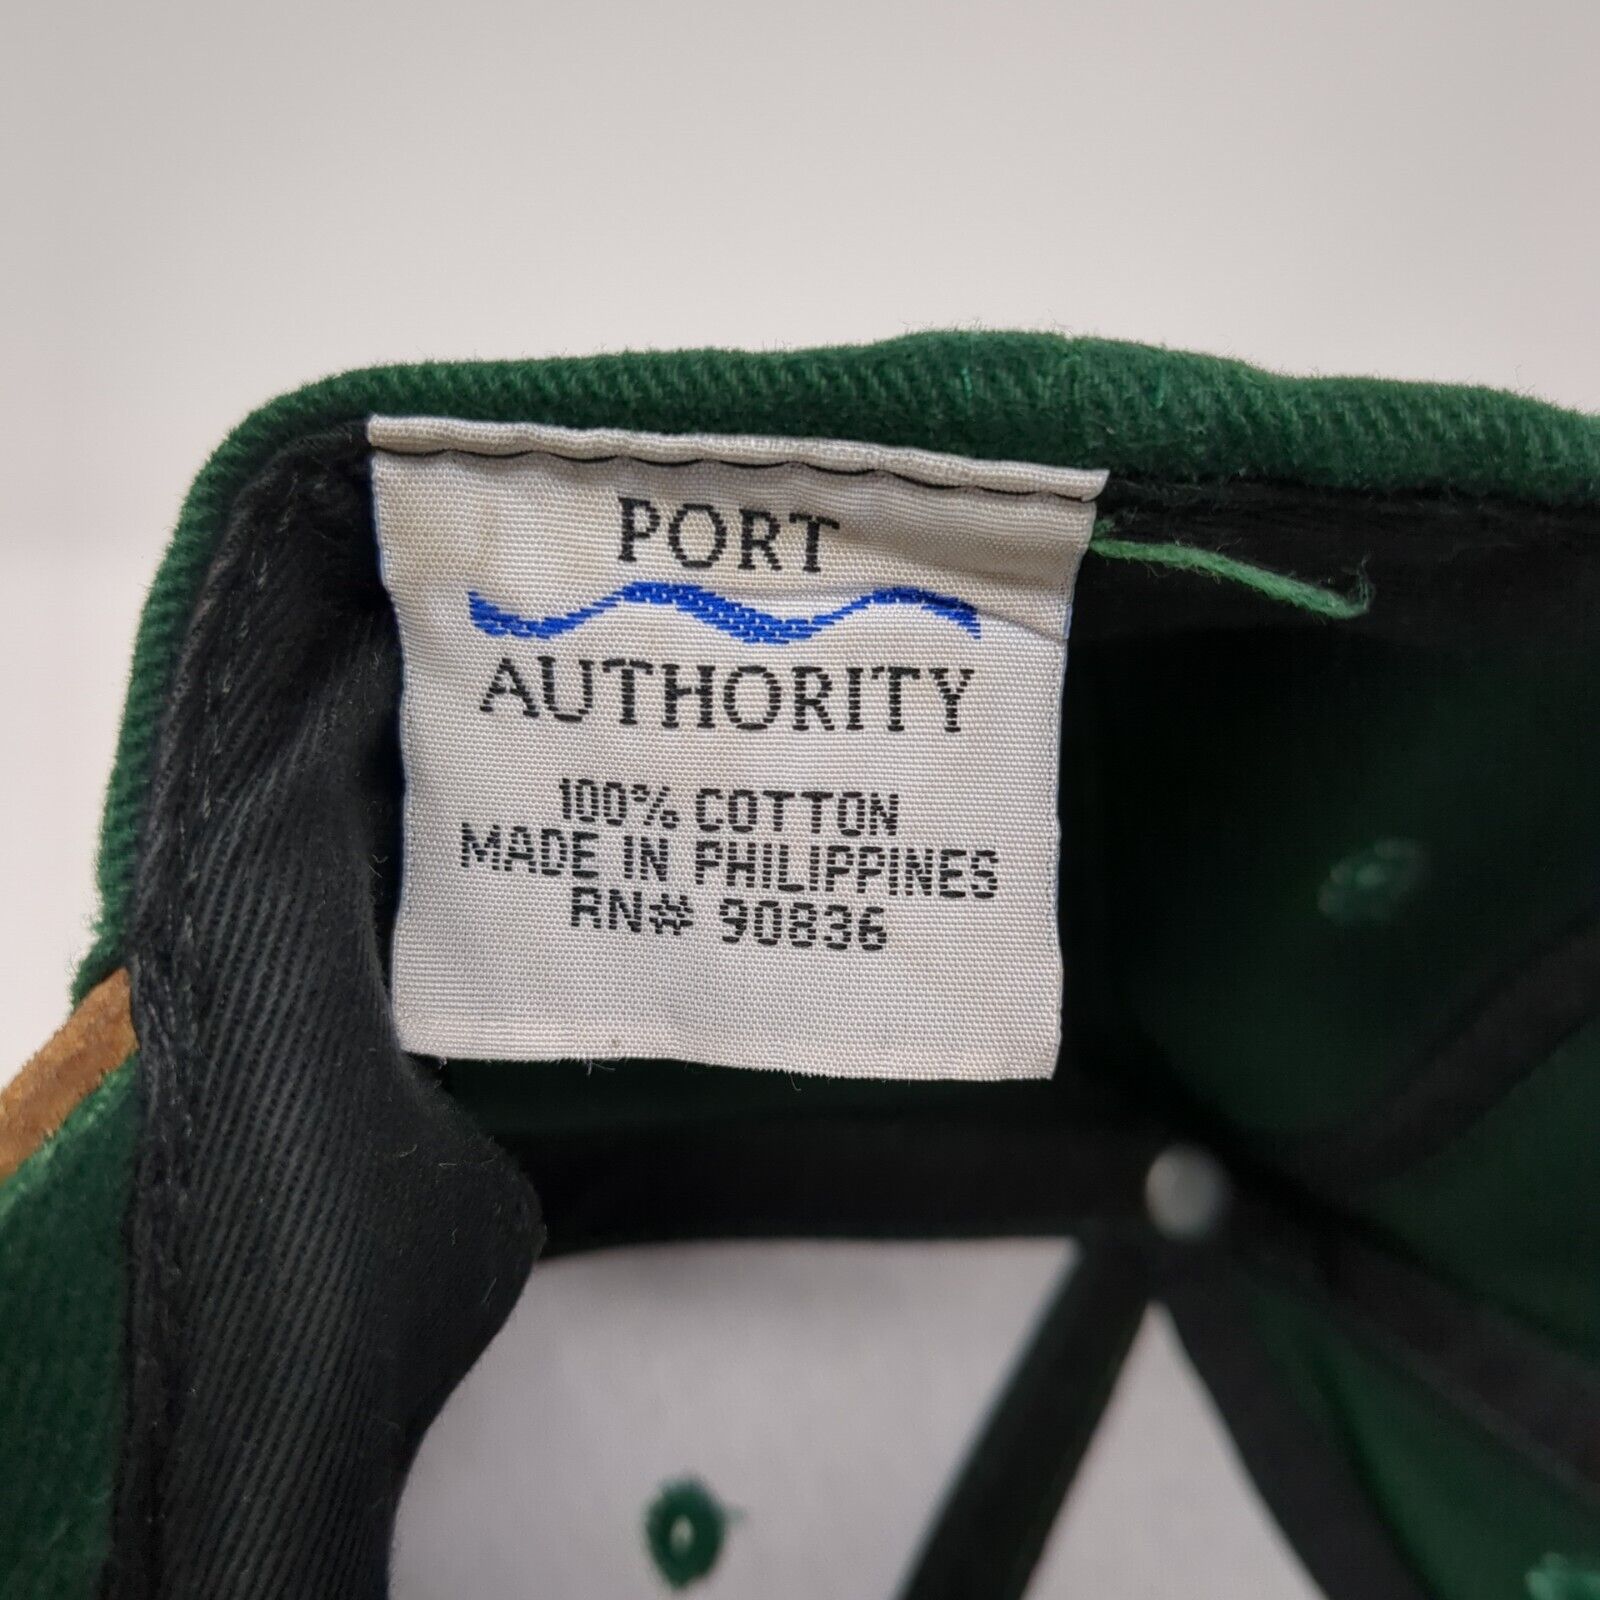 PORT
AUTHORITY
100% COTTON
MADE IN PHILIPPINES
RN# 90836